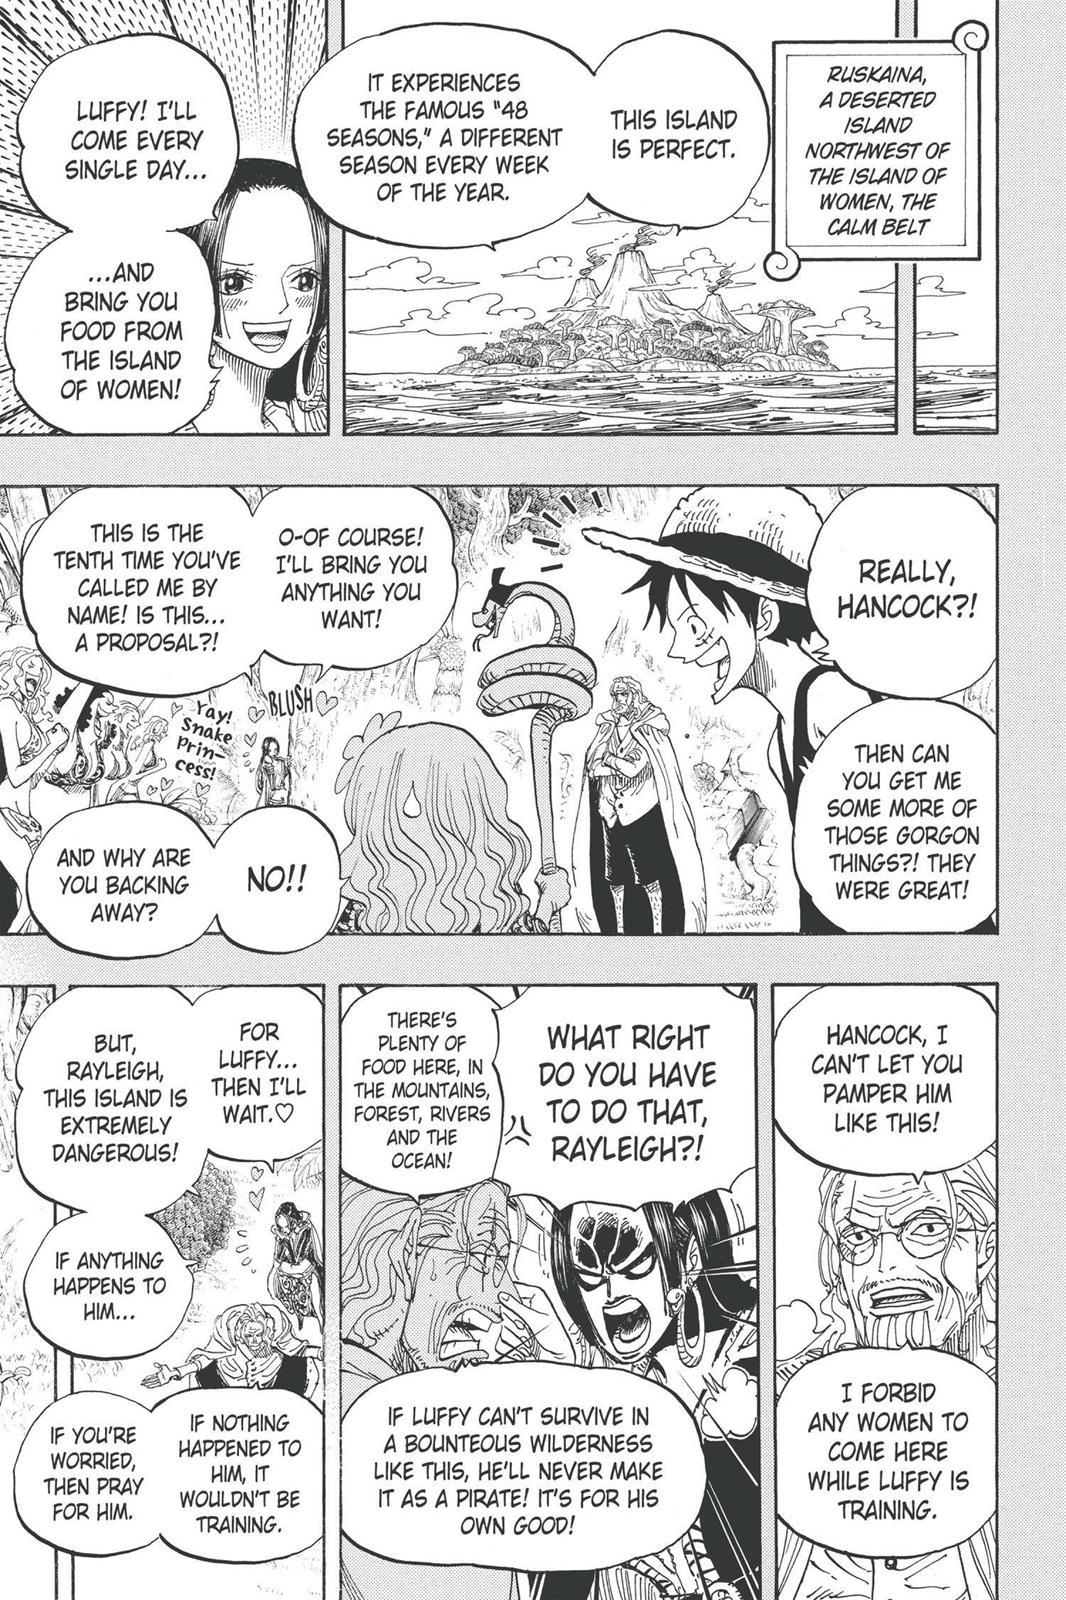 RUSKAINA,
A DESERTED
ISLAND
NORTHWEST OF
THE ISLAND OF
WOMEN, THE
CALM BELT
THIS ISLAND
IS PERFECT.
IT EXPERIENCES
THE FAMOUS "48
SEASONS," A DIFFERENT
SEASON EVERY WEEK
OF THE YEAR.
LUFFY! I'LL
COME EVERY
SINGLE DAY...
...AND
BRING YOU
FOOD FROM
THE ISLAND
OF WOMEN!
REALLY,
HANCOCK?!
THEN CAN
YOU GET ME
SOME MORE OF
THOSE GORGON
THINGS?! THEY
WERE GREAT!
O-OF COURSE!
I'LL BRING YOU
ANYTHING YOU
WANT!
THIS IS THE
TENTH TIME YOU'VE
CALLED ME BY
NAME! IS THIS...
A PROPOSAL?!
BLUSH
Yay!
Snake
Prin-
cess!
NO!!
AND WHY ARE
YOU BACKING
AWAY?
HANCOCK, I
CAN'T LET YOU
PAMPER HIM
LIKE THIS!
I FORBID
ANY WOMEN TO
COME HERE
WHILE LUFFY IS
TRAINING.
WHAT RIGHT
DO YOU HAVE
TO DO THAT,
RAYLEIGH?!
THERE'S
PLENTY OF
FOOD HERE, IN
THE MOUNTAINS,
FOREST, RIVERS
AND THE
OCEAN!
IF LUFFY CAN'T SURVIVE IN
A BOUNTEOUS WILDERNESS
LIKE THIS, HE'LL NEVER MAKE
IT AS A PIRATE! IT'S FOR HIS
OWN GOOD!
FOR
LUFFY...
THEN I'LL
WAIT.♡
BUT,
RAYLEIGH,
THIS ISLAND IS
EXTREMELY
DANGEROUS!
IF ANYTHING
HAPPENS TO
HIM...
IF NOTHING
HAPPENED TO
HIM, IT
WOULDN'T BE
TRAINING.
IF YOU'RE
WORRIED,
THEN PRAY
FOR HIM.